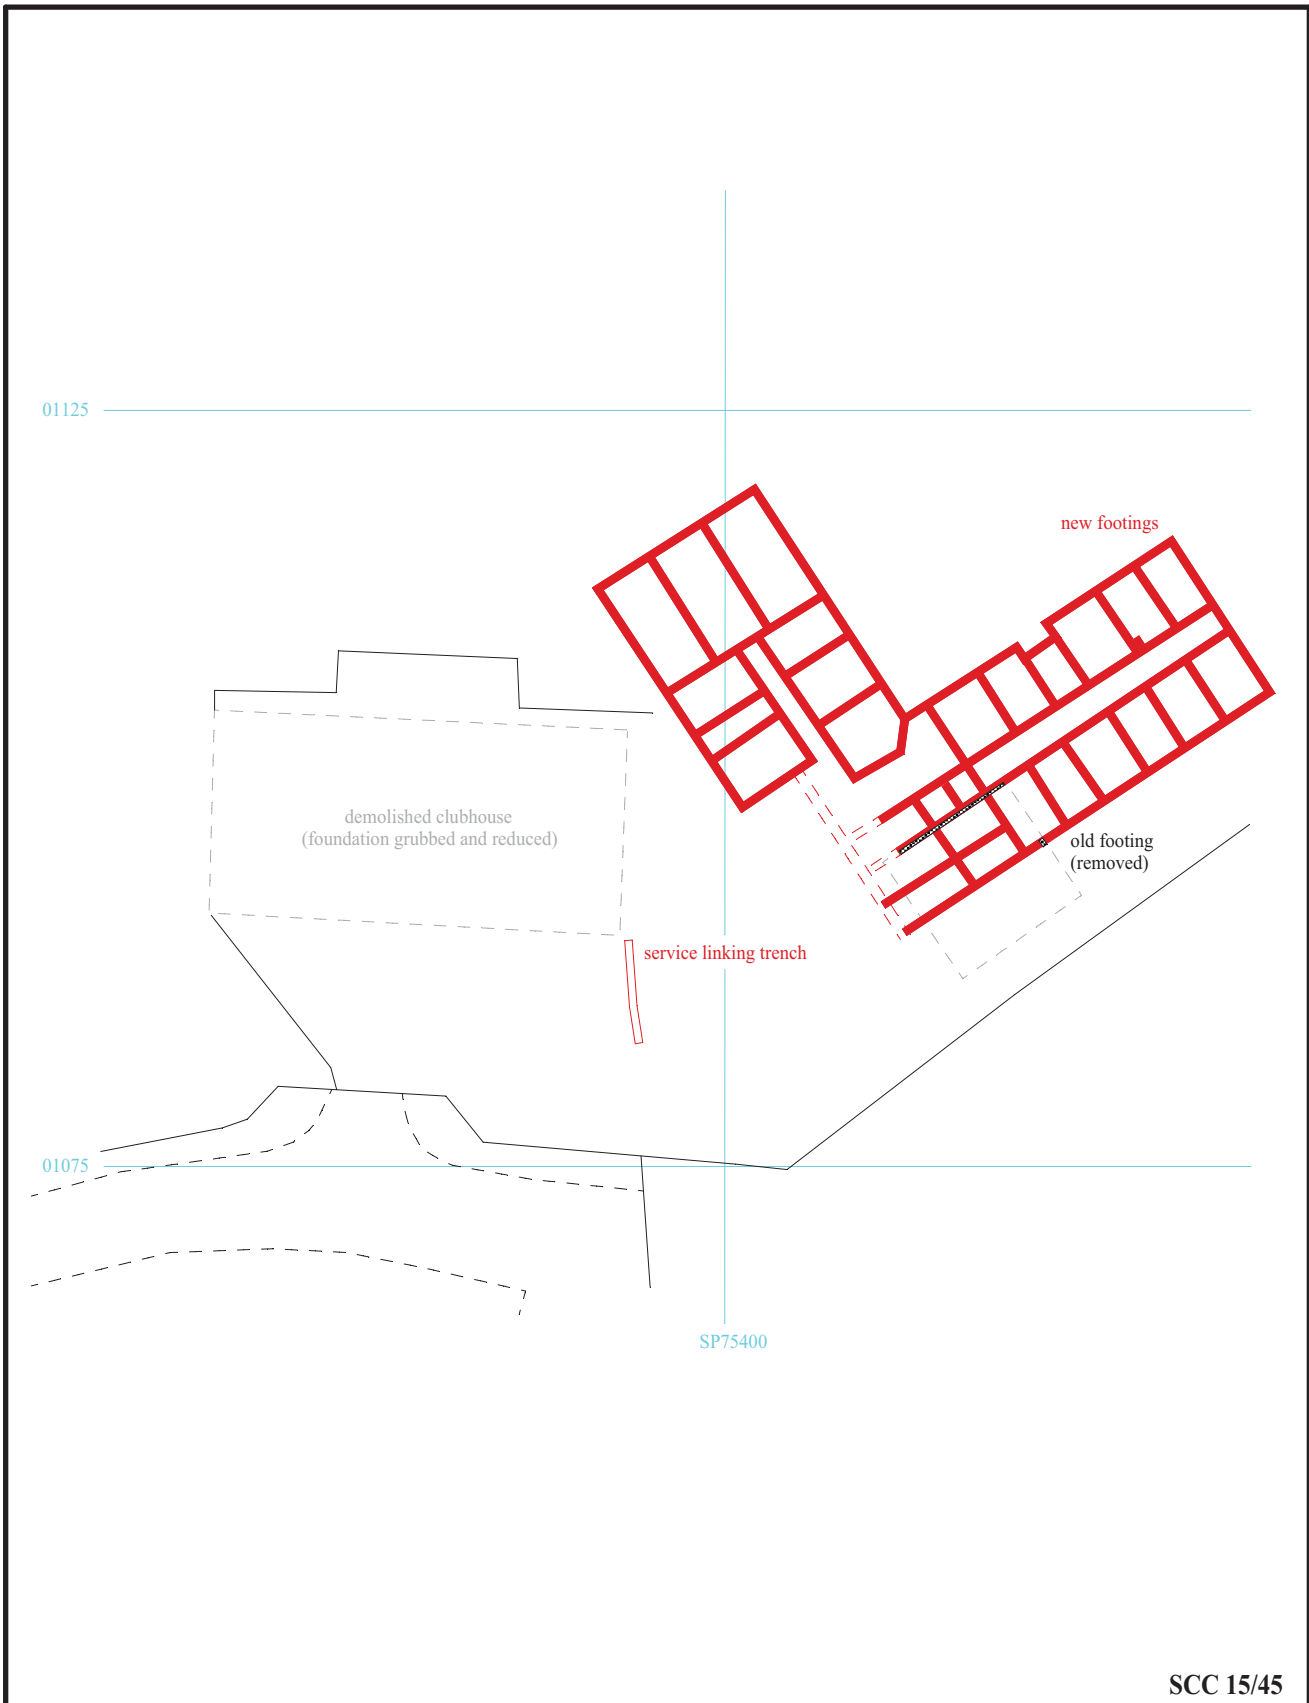 01125
new footings
demolished clubhouse
(foundation grubbed and reduced)
old footing
(removed)
service linking trench
01075
SP75400
SCC 15/45